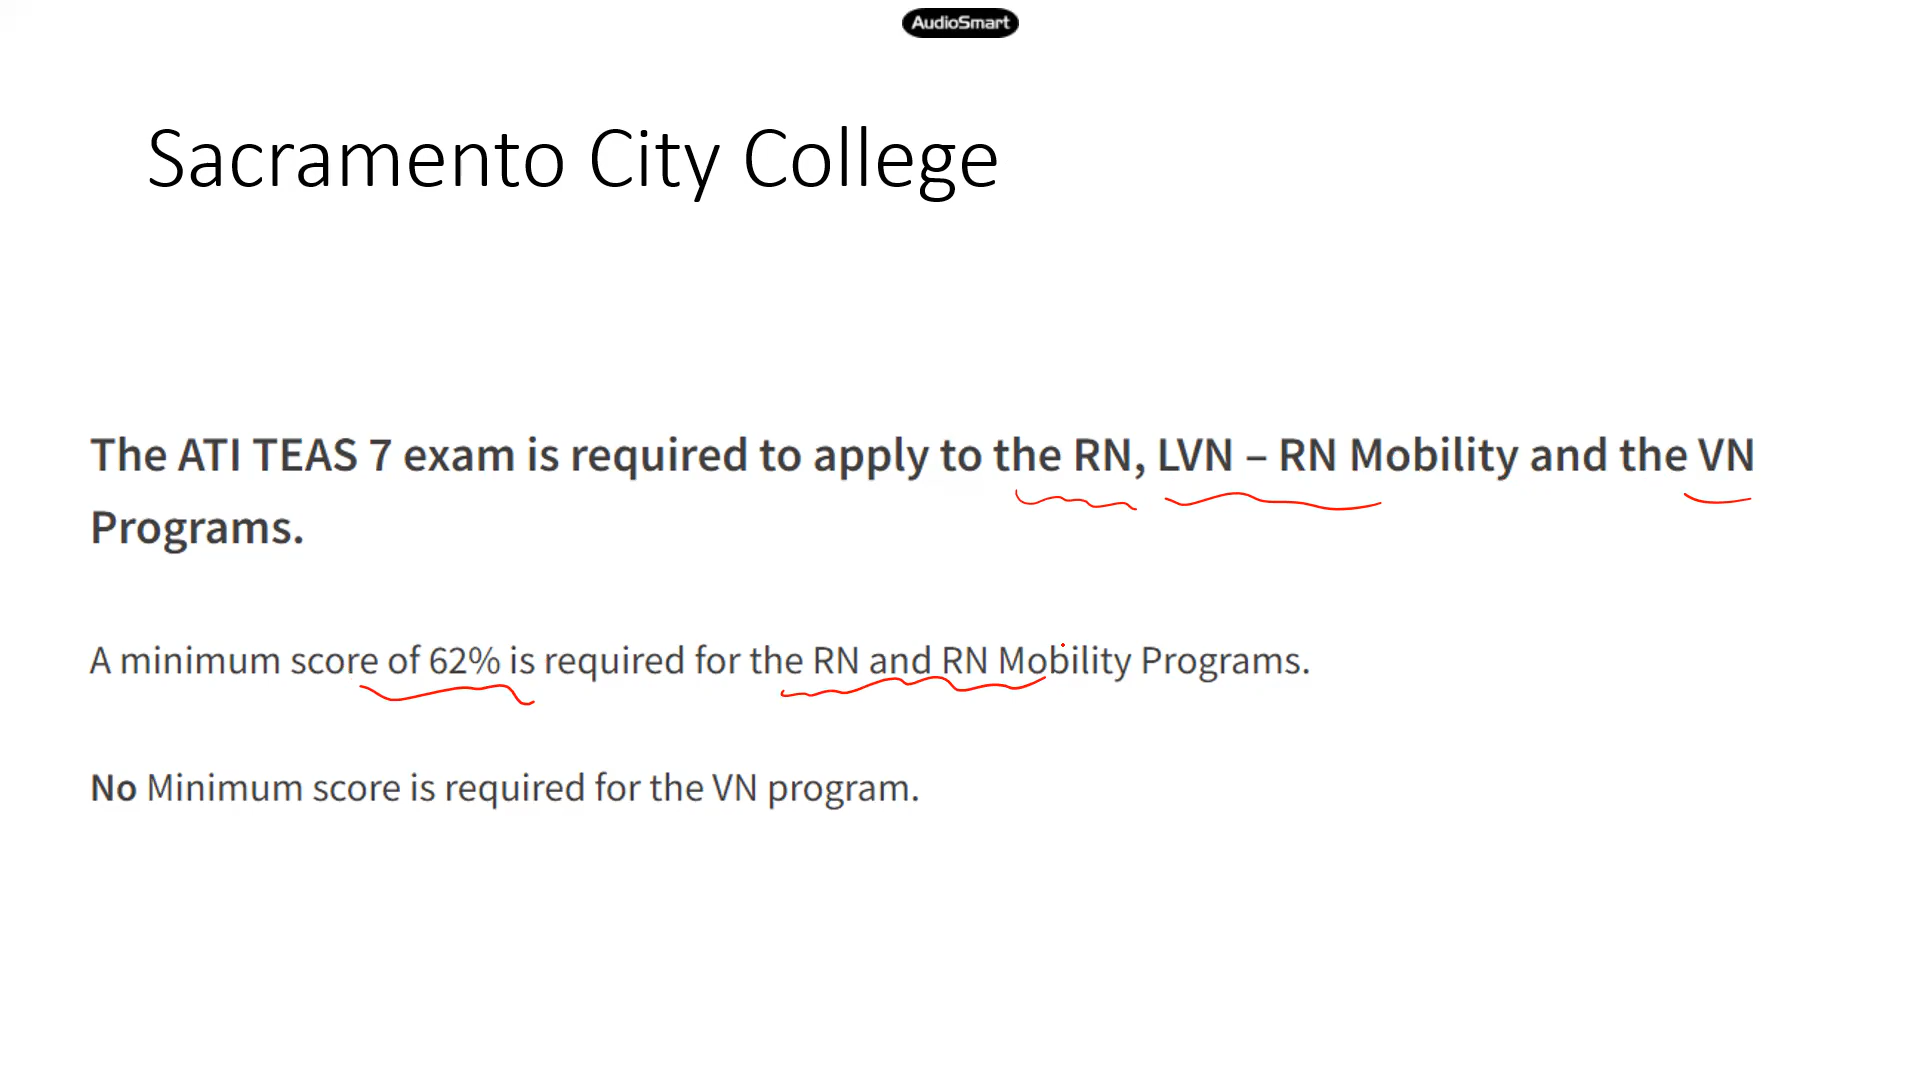 AudioSmart
Sacramento City College
The ATI TEAS 7 exam is required to apply to the RN, LVN – RN Mobility and the VN
Programs.
A minimum score of 62% is required for the RN and RN Mobility Programs.
No Minimum score is required for the VN program.